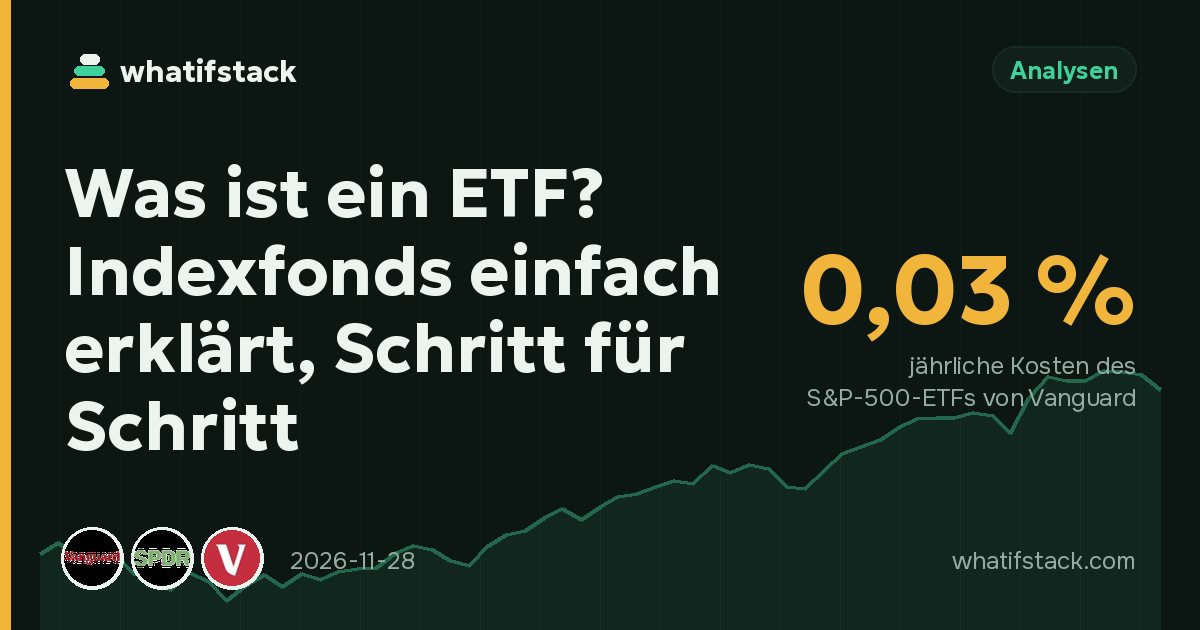 whatifstack
Analysen
Was ist ein ETF?
Indexfonds einfach
erklärt, Schritt für
Schritt
0,03 %
jährliche Kosten des
S&P-500-ETFs von Vanguard
Vanguard
SPDR
V
2026-11-28
whatifstack.com